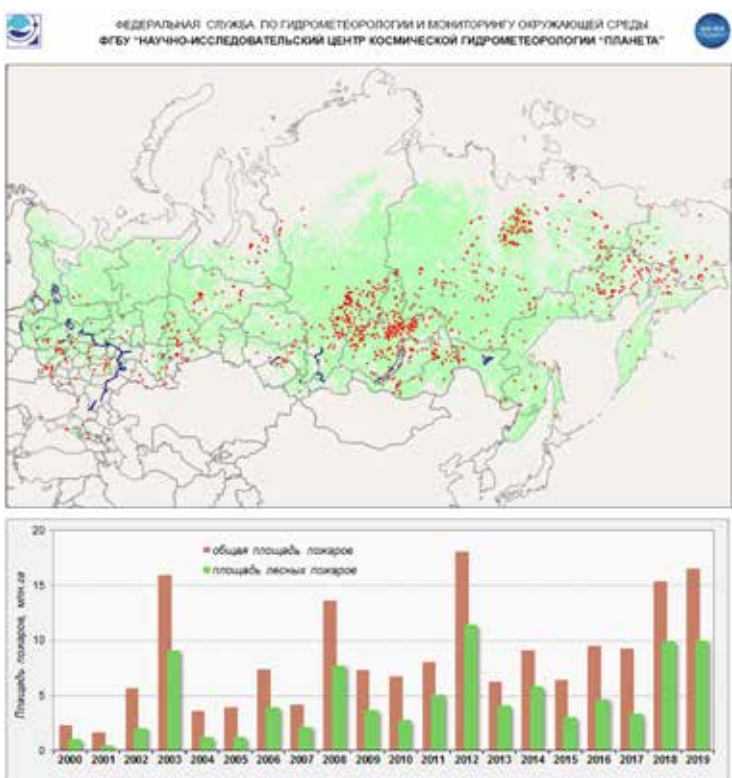 ФЕДЕРАЛЬНАЯ СЛУЖБА ПО ГИДРОМЕТЕОРОЛОГИИ И МОНИТОРИНГУ ОКРУЖАЮЩЕЙ СРЕДЫ
ФГБУ "НАУЧНО-ИССЛЕДОВАТЕЛЬСКИЙ ЦЕНТР КОСМИЧЕСКОЙ ГИДРОМЕТЕОРОЛОГИИ "ПЛАНЕТА"
Площадь пожаров, млн.га
20
15
10
5
0
общая площадь пожаров
площадь лесных пожаров
2000 2001 2002 2003 2004 2005 2006 2007 2008 2009 2010 2011 2012 2013 2014 2015 2016 2017 2018 2019